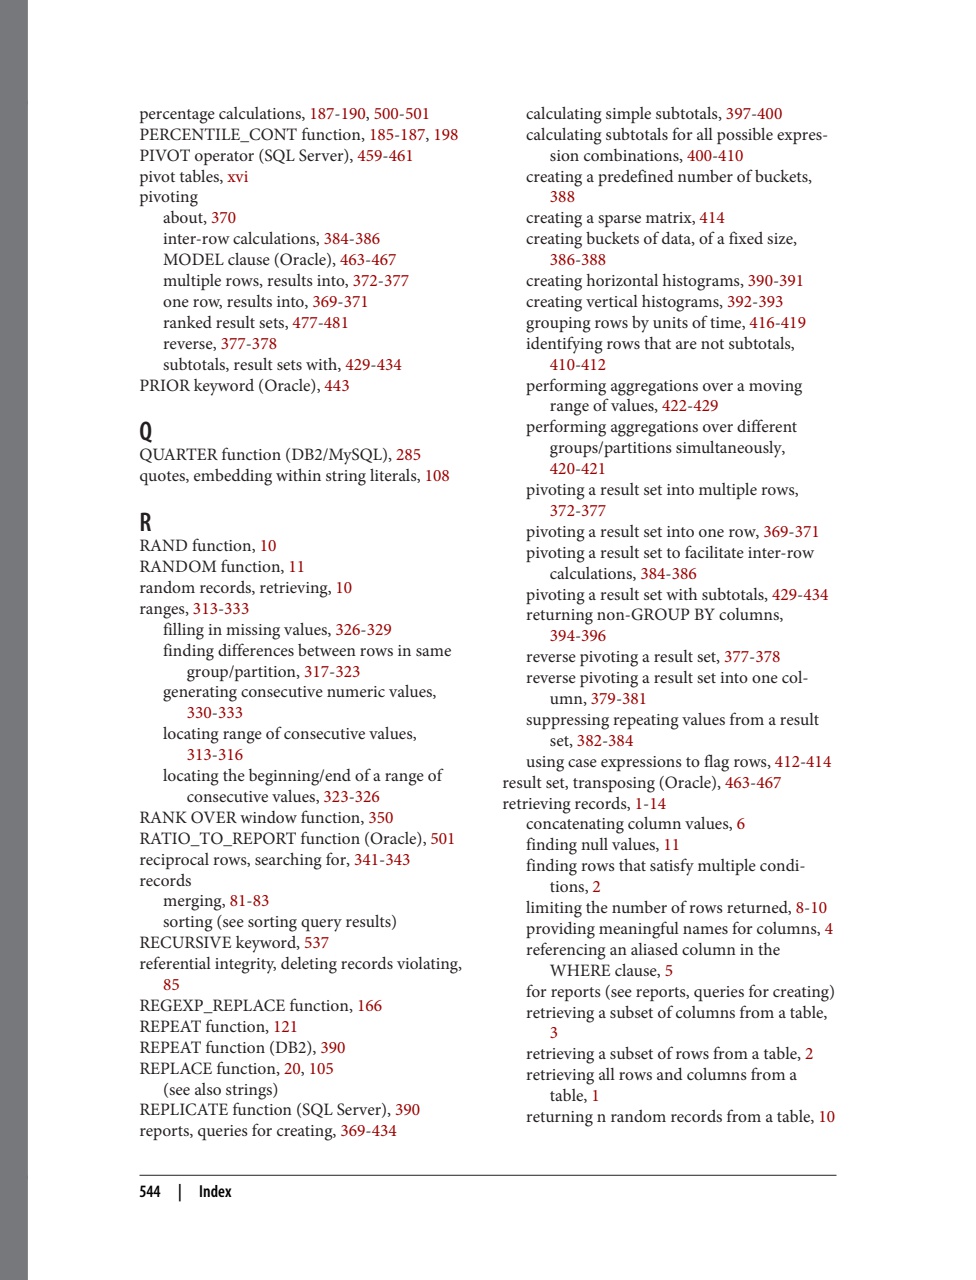 percentage calculations, 187-190, 500-501
PERCENTILE_CONT function, 185-187, 198
PIVOT operator (SQL Server), 459-461
pivot tables, xvi
pivoting
about, 370
inter-row calculations, 384-386
MODEL clause (Oracle), 463-467
multiple rows, results into, 372-377
one row, results into, 369-371
ranked result sets, 477-481
reverse, 377-378
subtotals, result sets with, 429-434
PRIOR keyword (Oracle), 443
Q
QUARTER function (DB2/MySQL), 285
quotes, embedding within string literals, 108
R
RAND function, 10
RANDOM function, 11
random records, retrieving, 10
ranges, 313-333
filling in missing values, 326-329
finding differences between rows in same
group/partition, 317-323
generating consecutive numeric values,
330-333
locating range of consecutive values,
313-316
locating the beginning/end of a range of
consecutive values, 323-326
RANK OVER window function, 350
RATIO_TO_REPORT function (Oracle), 501
reciprocal rows, searching for, 341-343
records
merging, 81-83
sorting (see sorting query results)
RECURSIVE keyword, 537
referential integrity, deleting records violating,
85
REGEXP_REPLACE function, 166
REPEAT function, 121
REPEAT function (DB2), 390
REPLACE function, 20, 105
(see also strings)
REPLICATE function (SQL Server), 390
reports, queries for creating, 369-434
calculating simple subtotals, 397-400
calculating subtotals for all possible expres-
sion combinations, 400-410
creating a predefined number of buckets,
388
creating a sparse matrix, 414
creating buckets of data, of a fixed size,
386-388
creating horizontal histograms, 390-391
creating vertical histograms, 392-393
grouping rows by units of time, 416-419
identifying rows that are not subtotals,
410-412
performing aggregations over a moving
range of values, 422-429
performing aggregations over different
groups/partitions simultaneously,
420-421
pivoting a result set into multiple rows,
372-377
pivoting a result set into one row, 369-371
pivoting a result set to facilitate inter-row
calculations, 384-386
pivoting a result set with subtotals, 429-434
returning non-GROUP BY columns,
394-396
reverse pivoting a result set, 377-378
reverse pivoting a result set into one col-
umn, 379-381
suppressing repeating values from a result
set, 382-384
using case expressions to flag rows, 412-414
result set, transposing (Oracle), 463-467
retrieving records, 1-14
concatenating column values, 6
finding null values, 11
finding rows that satisfy multiple condi-
tions, 2
limiting the number of rows returned, 8-10
providing meaningful names for columns, 4
referencing an aliased column in the
WHERE clause, 5
for reports (see reports, queries for creating)
retrieving a subset of columns from a table,
3
retrieving a subset of rows from a table, 2
retrieving all rows and columns from a
table, 1
returning n random records from a table, 10
544 | Index